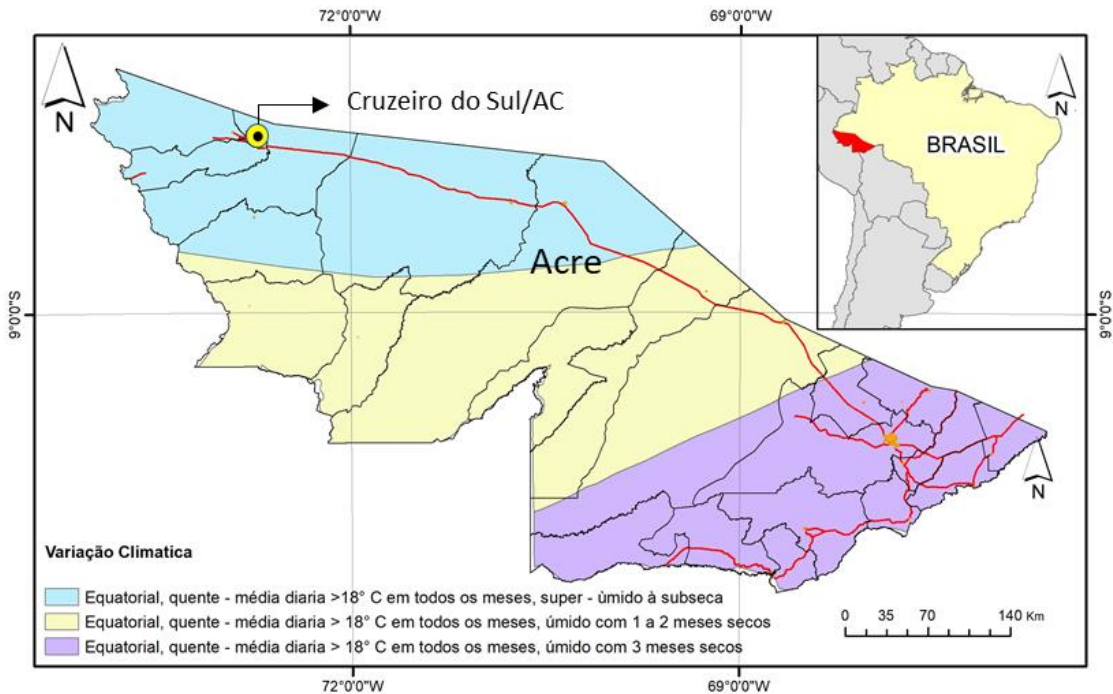 72°0'0"W
69°0'0"W
N
Cruzeiro do Sul/AC
N
BRASIL
Acre
9°0'0"S
9°0'0"S
N
Variação Climatica
Equatorial, quente - média diaria >18° C em todos os meses, super - úmido à subseca
Equatorial, quente - média diaria > 18° C em todos os meses, úmido com 1 a 2 meses secos
Equatorial, quente - média diaria > 18° C em todos os meses, úmido com 3 meses secos
0 35 70 140 Km
72°0'0"W
69°0'0"W